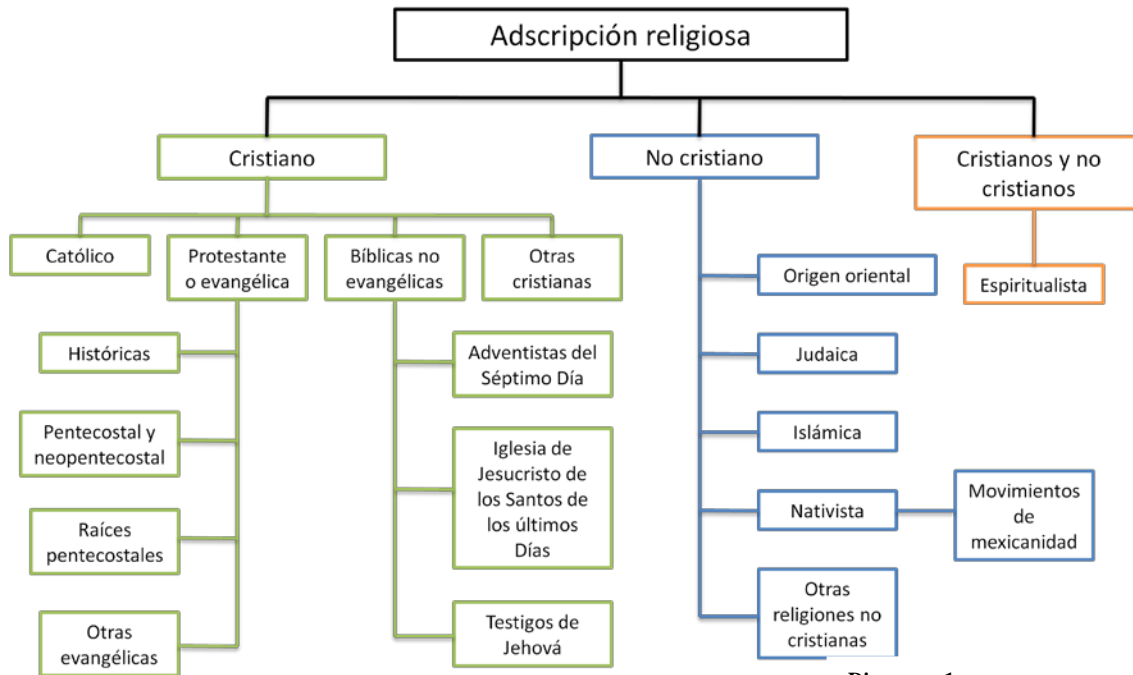 Adscripción religiosa
Cristiano
No cristiano
Cristianos y no
cristianos
Católico
Protestante
o evangélica
Bíblicas no
evangélicas
Otras
cristianas
Históricas
Pentecostal y
neopentecostal
Raíces
pentecostales
Otras
evangélicas
Adventistas del
Séptimo Día
Iglesia de
Jesucristo de
los Santos de
los últimos
Días
Testigos de
Jehová
Origen oriental
Judaica
Islámica
Nativista
Movimientos
de
mexicanidad
Otras
religiones no
cristianas
Espiritualista